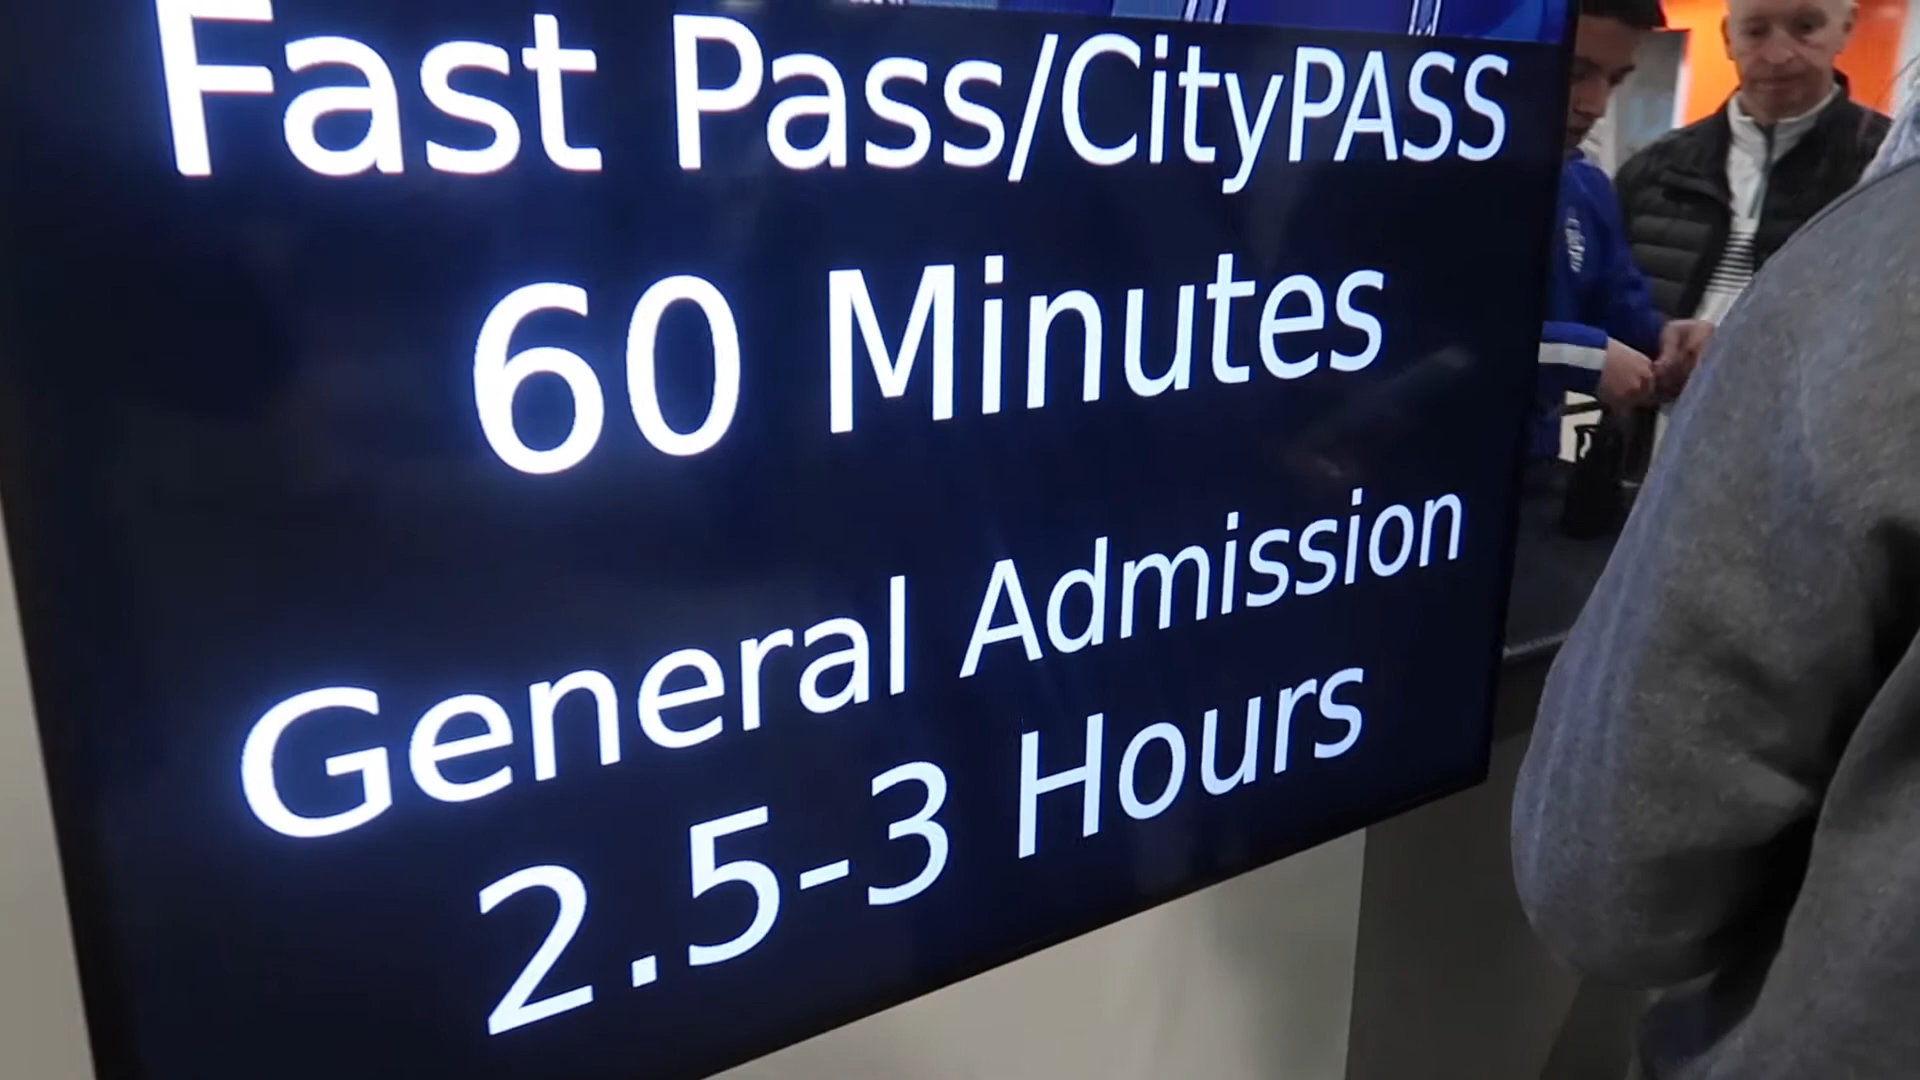 Fast Pass/CityPASS
60 Minutes
General Admission
2.5-3 Hours